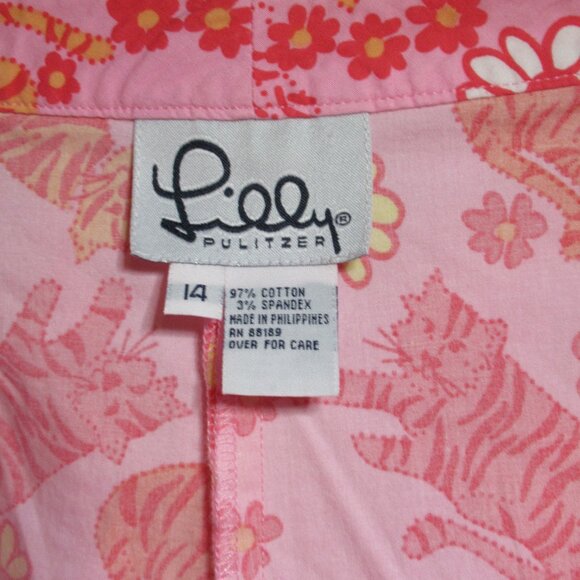 Lilly®
PULITZER
14
97% COTTON
3% SPANDEX
MADE IN PHILIPPINES
RN 88189
OVER FOR CARE